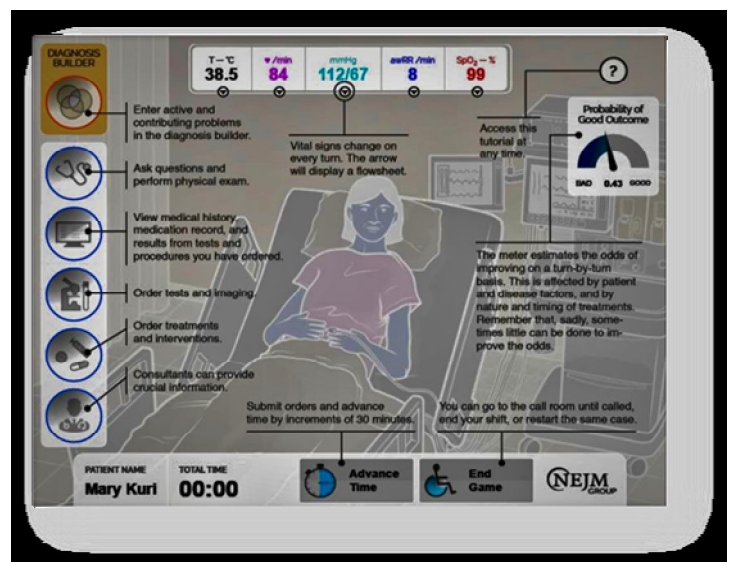 DIAGNOSIS
BUILDER
T–°C
♥/min
mmHg
awRR/min
SpO₂–%
38.5
84
112/67
8
99
?
Enter active and
contributing problems
in the diagnosis builder.
Vital signs change on
every turn. The arrow
will display a flowsheet.
Access this
tutorial at
any time.
Probability of
Good Outcome
BAD 0.43 GOOD
Ask questions and
perform physical exam.
View medical history,
medication record, and
results from tests and
procedures you have ordered.
Order tests and imaging.
Order treatments
and interventions.
Consultants can provide
crucial information.
The meter estimates the odds of
improving on a turn-by-turn
basis. This is affected by patient
and disease factors, and by
nature and timing of treatments.
Remember that, sadly, some-
times little can be done to im-
prove the odds.
Submit orders and advance
time by increments of 30 minutes.
You can go to the call room until called,
end your shift, or restart the same case.
PATIENT NAME
Mary Kuri
TOTAL TIME
00:00
Advance
Time
End
Game
NEJM
GROUP